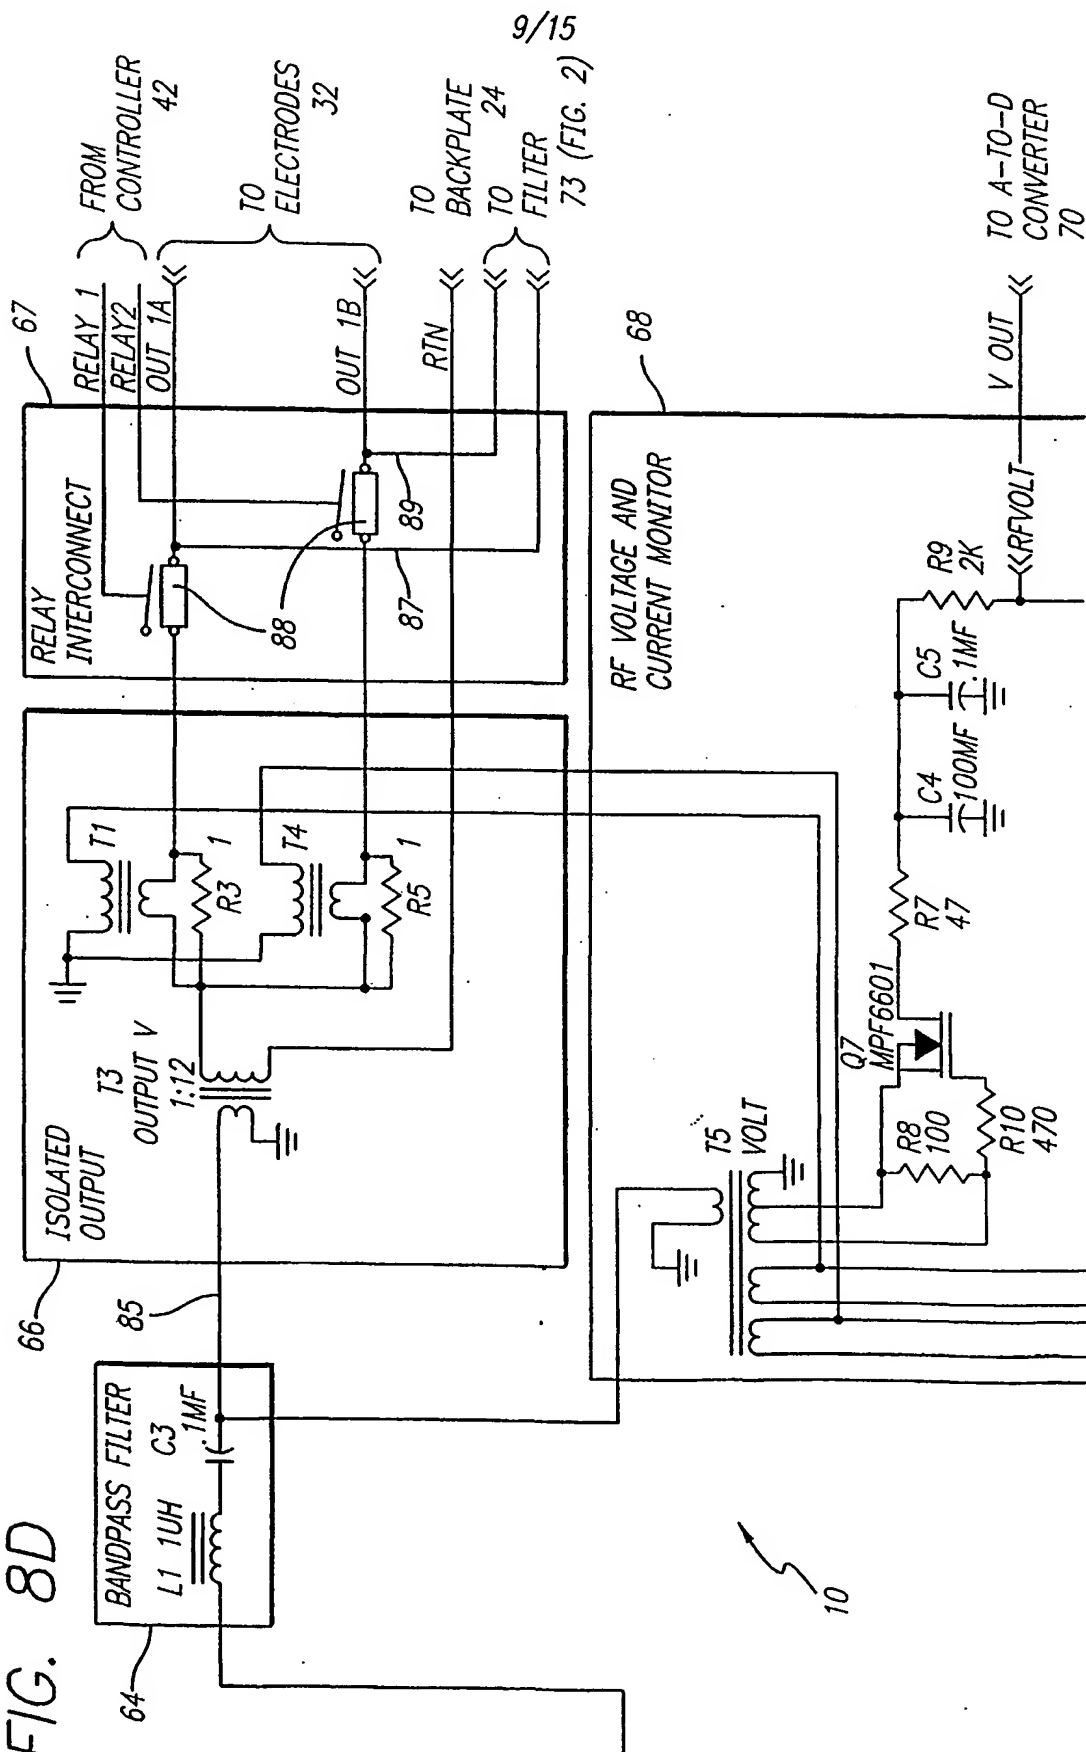 9/15
FIG. 8D
64
BANDPASS FILTER
L1 1UH
C3
.1MF
85
66
ISOLATED
OUTPUT
T3
OUTPUT V
1:12
T1
R3
1
T4
R5
1
67
RELAY
INTERCONNECT
88
87
89
RELAY 1
RELAY2
OUT 1A
OUT 1B
RTN
FROM
CONTROLLER
42
TO
ELECTRODES
32
TO
BACKPLATE
24
TO
FILTER
73 (FIG. 2)
68
RF VOLTAGE AND
CURRENT MONITOR
T5
VOLT
Q7
MPF6601
R8
100
R10
470
R7
47
C4
100MF
C5
.1MF
R9
2K
RFVOLT
V OUT
TO A-TO-D
CONVERTER
70
10